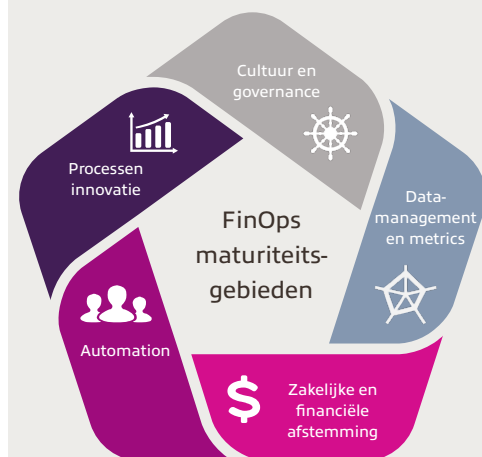 Cultuur en
governance
Processen
innovatie
Data-
management
en metrics
FinOps
maturiteits-
gebieden
Automation
$
Zakelijke en
financiële
afstemming